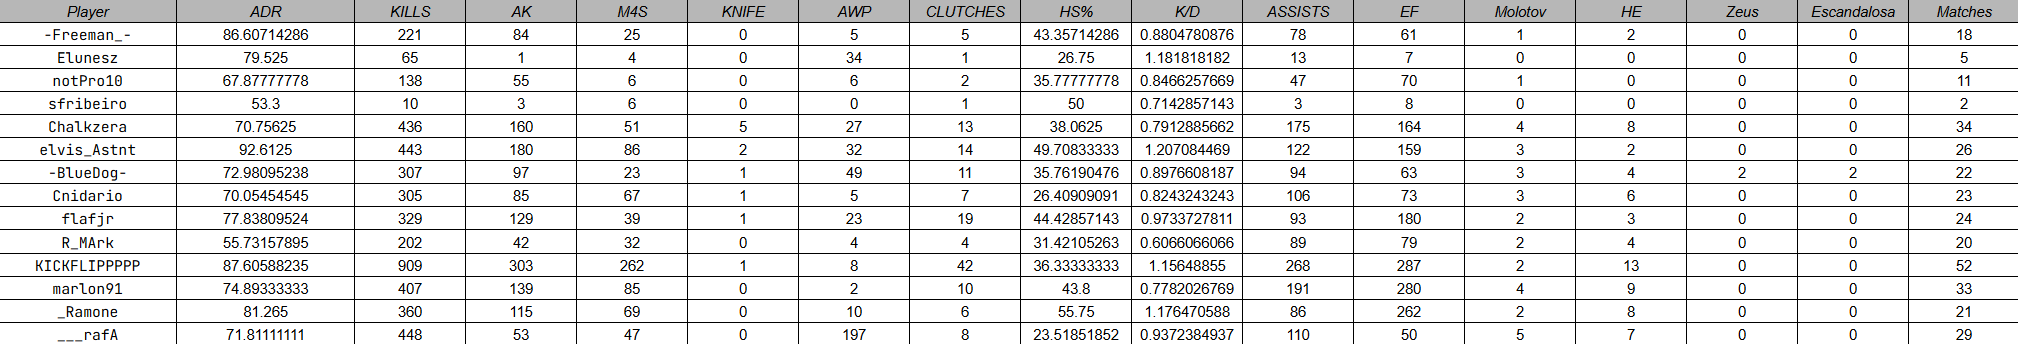 Player ADR KILLS AK M4S KNIFE AWP CLUTCHES HS% K/D ASSISTS EF Molotov HE Zeus Escandalosa Matches
-Freeman_- 86.60714286 221 84 25 0 5 5 43.35714286 0.8804780876 78 61 1 2 0 0 18
Elunesz 79.525 65 1 4 0 34 1 26.75 1.181818182 13 7 0 0 0 0 5
notPro10 67.87777778 138 55 6 0 6 2 35.77777778 0.8466257669 47 70 1 0 0 0 11
sfribeiro 53.3 10 3 6 0 0 1 50 0.7142857143 3 8 0 0 0 0 2
Chalkzera 70.75625 436 160 51 5 27 13 38.0625 0.7912885662 175 164 4 8 0 0 34
elvis_Astnt 92.6125 443 180 86 2 32 14 49.70833333 1.207084469 122 159 3 2 0 0 26
-BlueDog- 72.98095238 307 97 23 1 49 11 35.76190476 0.8976608187 94 63 3 4 2 2 22
Cnidario 70.05454545 305 85 67 1 5 7 26.40909091 0.8243243243 106 73 3 6 0 0 23
flafjr 77.83809524 329 129 39 1 23 19 44.42857143 0.9733727811 93 180 2 3 0 0 24
R_MArk 55.73157895 202 42 32 0 4 4 31.42105263 0.6066066066 89 79 2 4 0 0 20
KICKFLIPPPPP 87.60588235 909 303 262 1 8 42 36.33333333 1.15648855 268 287 2 13 0 0 52
marlon91 74.89333333 407 139 85 0 2 10 43.8 0.7782026769 191 280 4 9 0 0 33
_Ramone 81.265 360 115 69 0 10 6 55.75 1.176470588 86 262 2 8 0 0 21
___rafA 71.81111111 448 53 47 0 197 8 23.51851852 0.9372384937 110 50 5 7 0 0 29